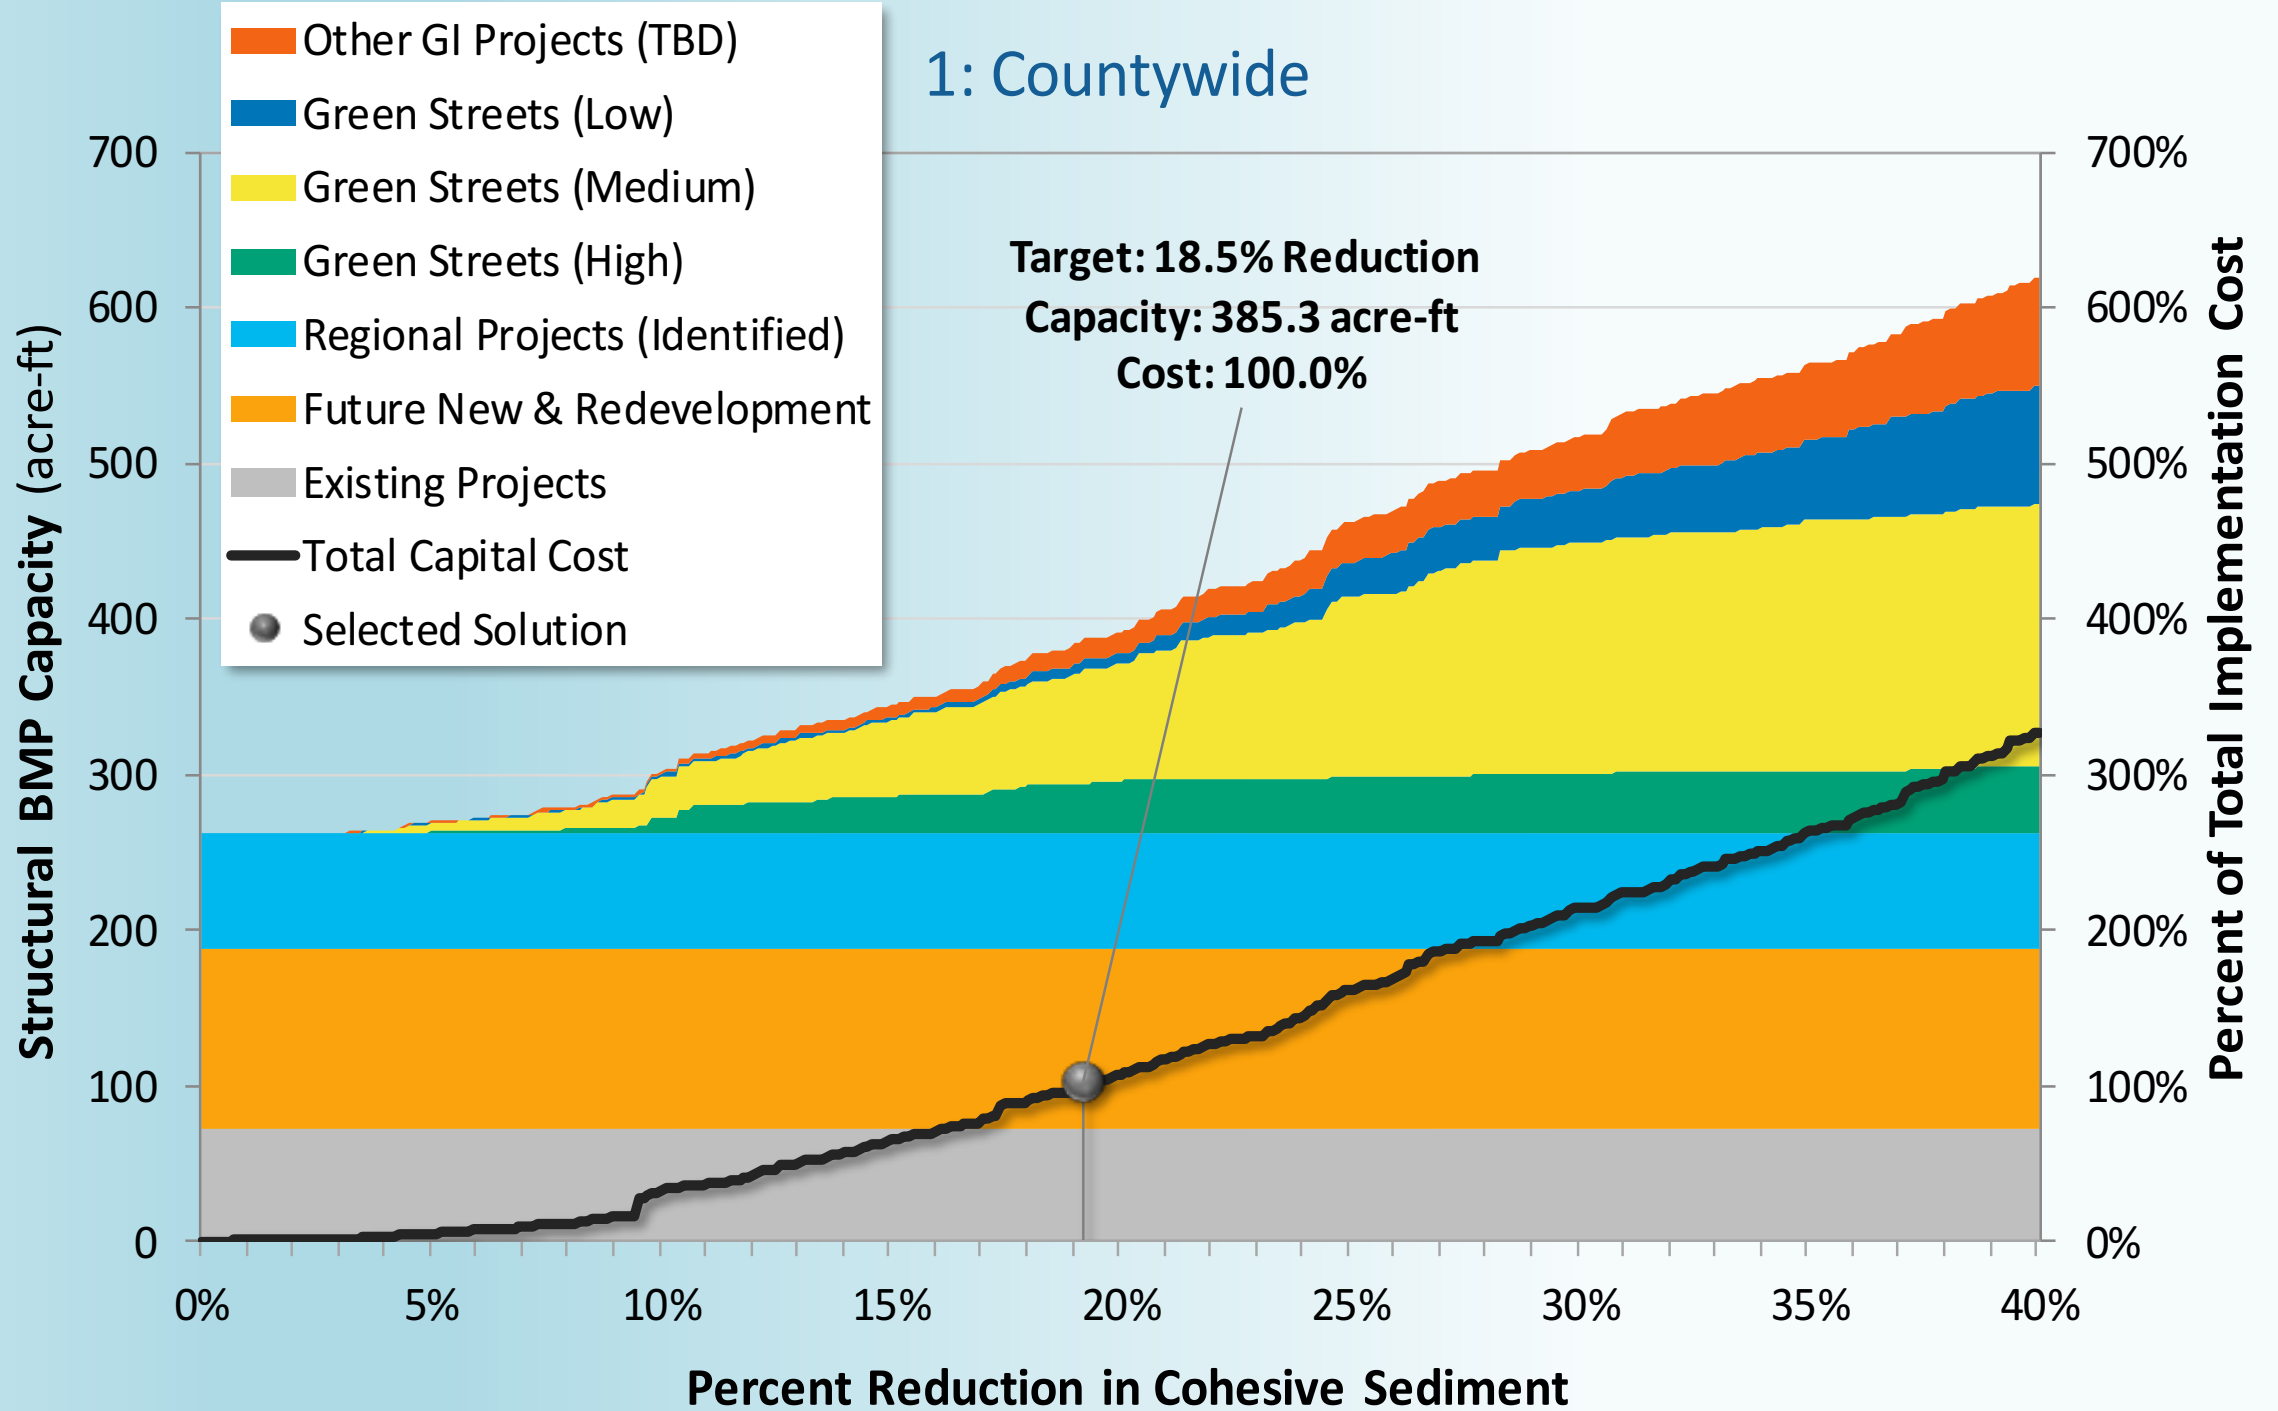 Other GI Projects (TBD)
Green Streets (Low)
Green Streets (Medium)
Green Streets (High)
Regional Projects (Identified)
Future New & Redevelopment
Existing Projects
Total Capital Cost
Selected Solution
1: Countywide
Target: 18.5% Reduction
Capacity: 385.3 acre-ft
Cost: 100.0%
Structural BMP Capacity (acre-ft)
700
600
500
400
300
200
100
0
700%
600%
500%
400%
300%
200%
100%
0%
Percent of Total Implementation Cost
0% 5% 10% 15% 20% 25% 30% 35% 40%
Percent Reduction in Cohesive Sediment